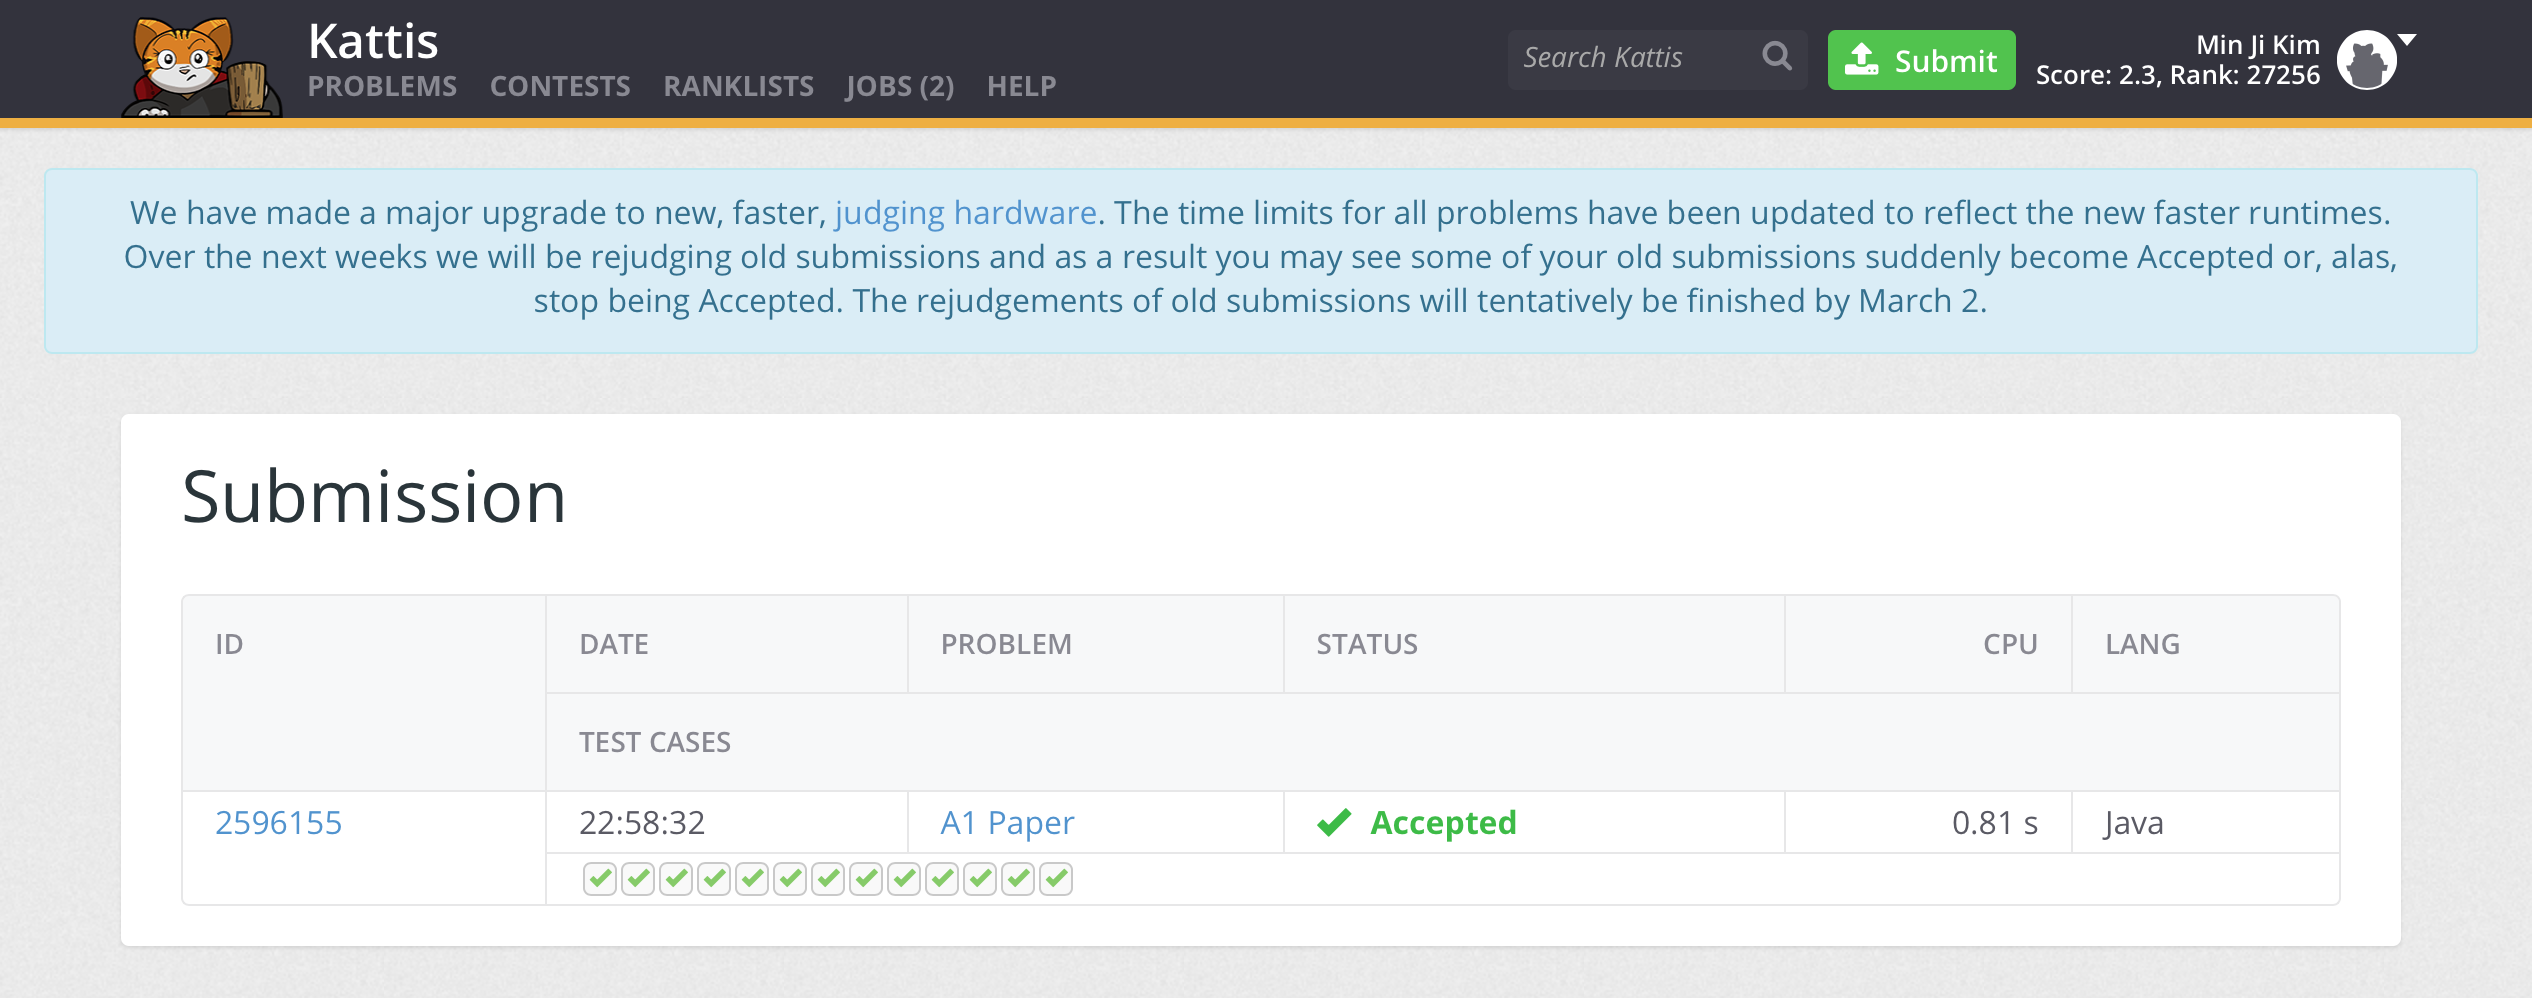 Kattis
PROBLEMS CONTESTS RANKLISTS JOBS (2) HELP
Search Kattis
Submit
Min Ji Kim
Score: 2.3, Rank: 27256
We have made a major upgrade to new, faster, judging hardware. The time limits for all problems have been updated to reflect the new faster runtimes.
Over the next weeks we will be rejudging old submissions and as a result you may see some of your old submissions suddenly become Accepted or, alas,
stop being Accepted. The rejudgements of old submissions will tentatively be finished by March 2.
Submission
ID DATE PROBLEM STATUS CPU LANG
TEST CASES
2596155 22:58:32 A1 Paper Accepted 0.81 s Java